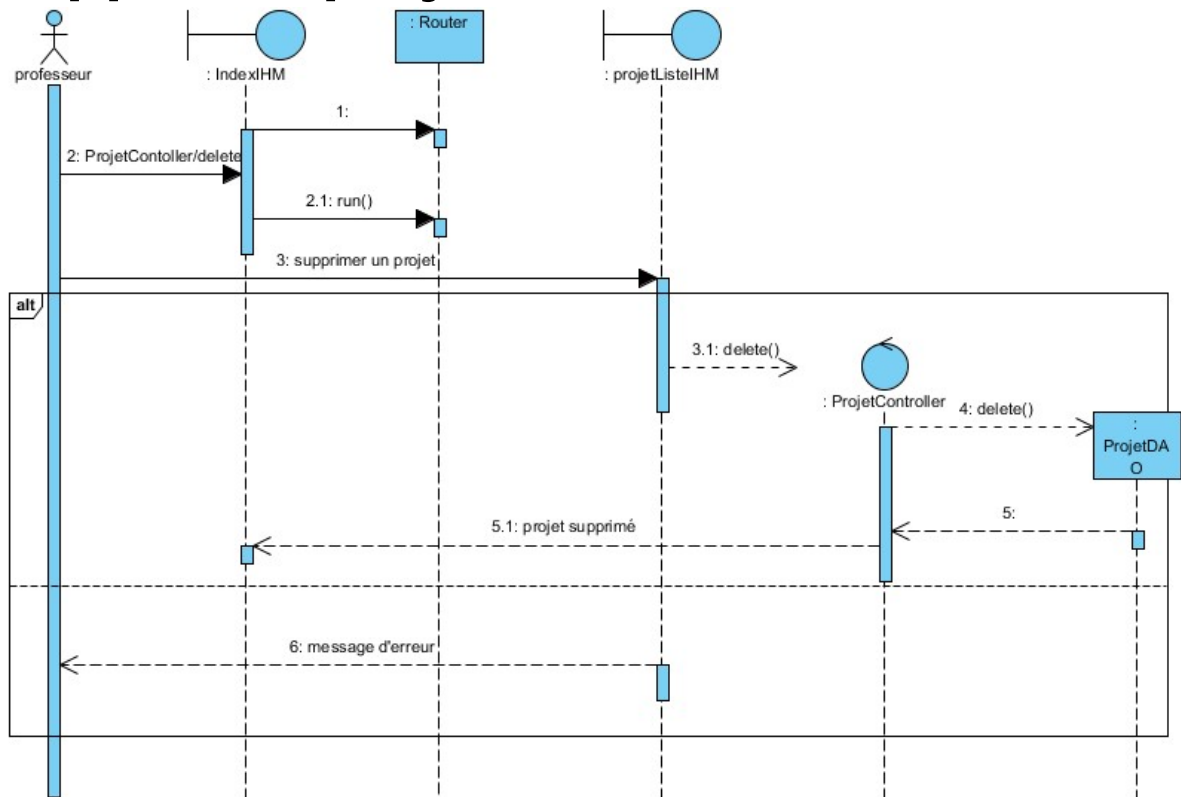 : Router
professeur
: IndexIHM
: projetListeIHM
1:
2: ProjetContoller/delete
2.1: run()
3: supprimer un projet
alt
3.1: delete()
: ProjetController
4: delete()
:
ProjetDA
O
5:
5.1: projet supprimé
6: message d'erreur